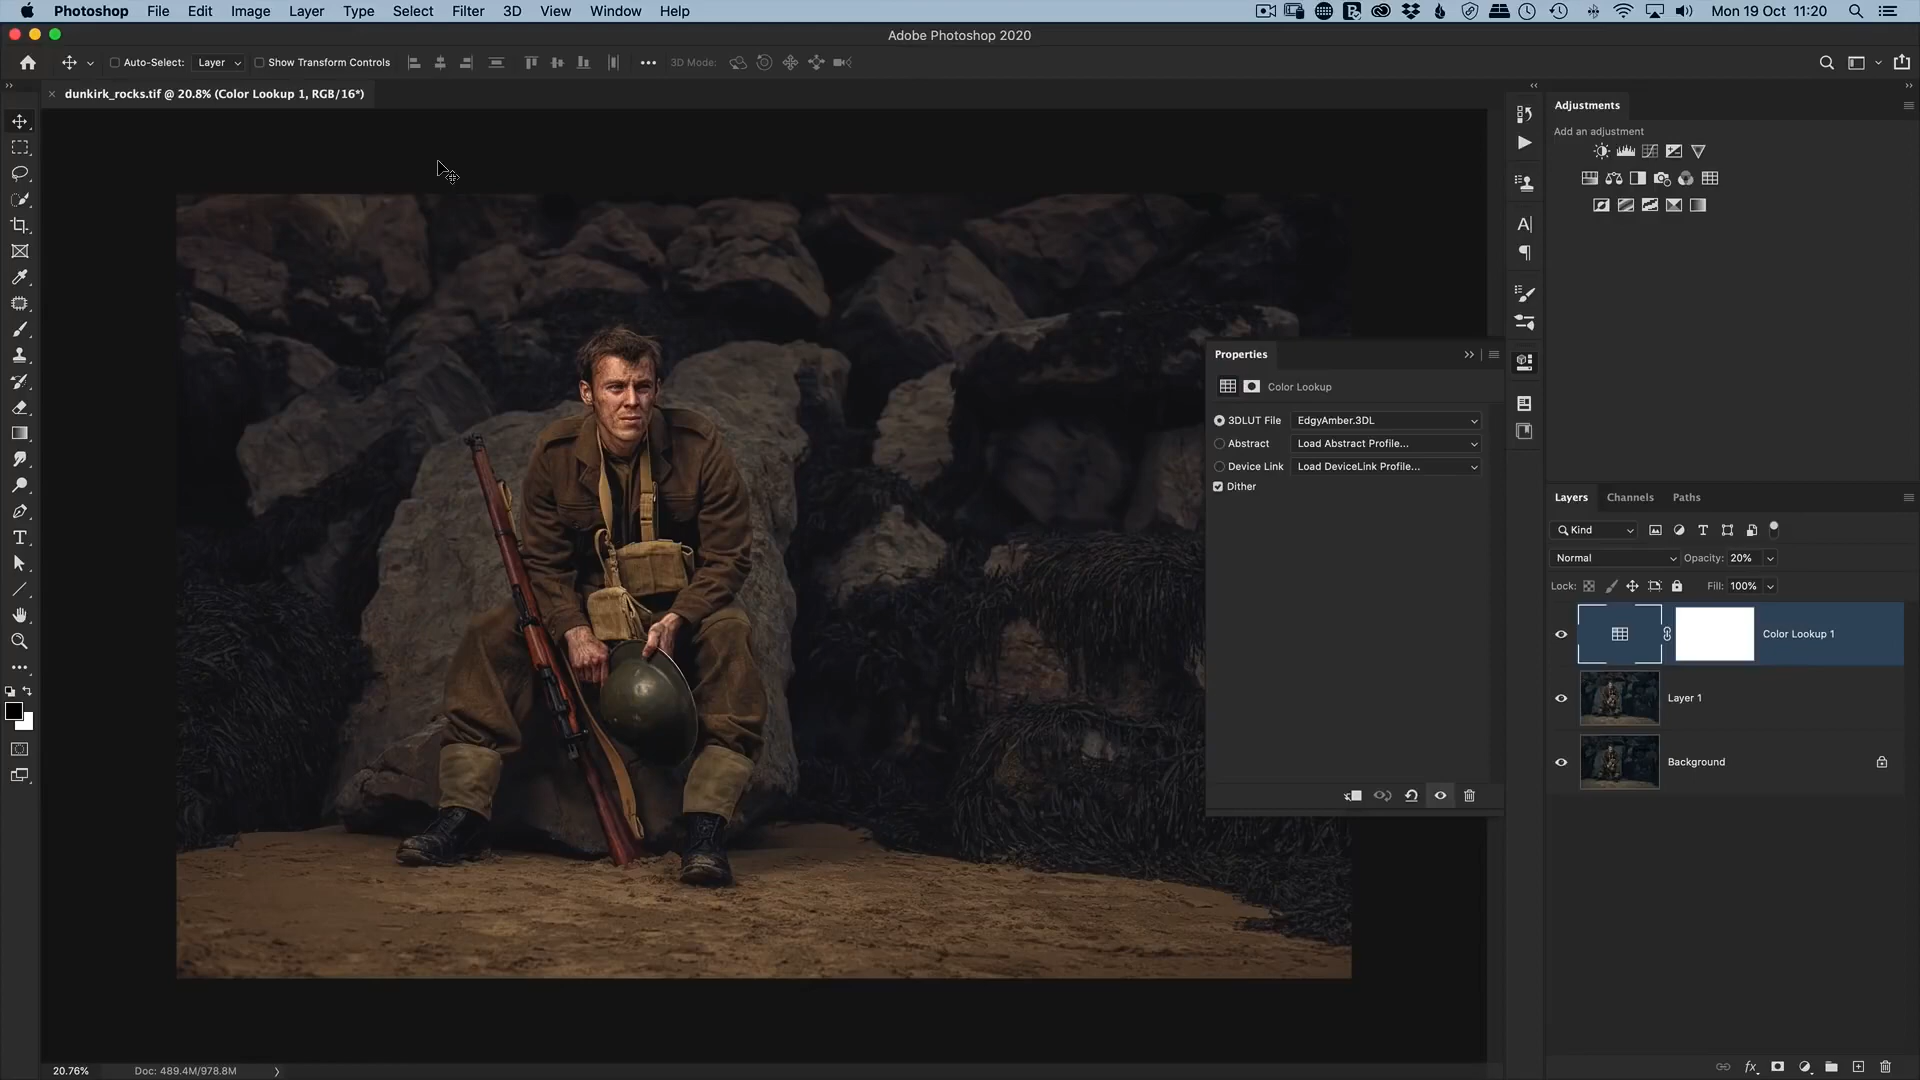 Photoshop File Edit Image Layer Type Select Filter 3D View Window Help Mon 19 Oct 11:20
Adobe Photoshop 2020
Auto-Select: Layer Show Transform Controls 3D Mode:
dunkirk_rocks.tif @ 20.8% (Color Lookup 1, RGB/16*)
Adjustments
Add an adjustment
Properties
Color Lookup
3DLUT File EdgyAmber.3DL
Abstract Load Abstract Profile...
Device Link Load DeviceLink Profile...
Dither
Layers Channels Paths
Kind
Normal Opacity: 20%
Lock: Fill: 100%
Color Lookup 1
Layer 1
Background
20.76% Doc: 489.4M/978.8M